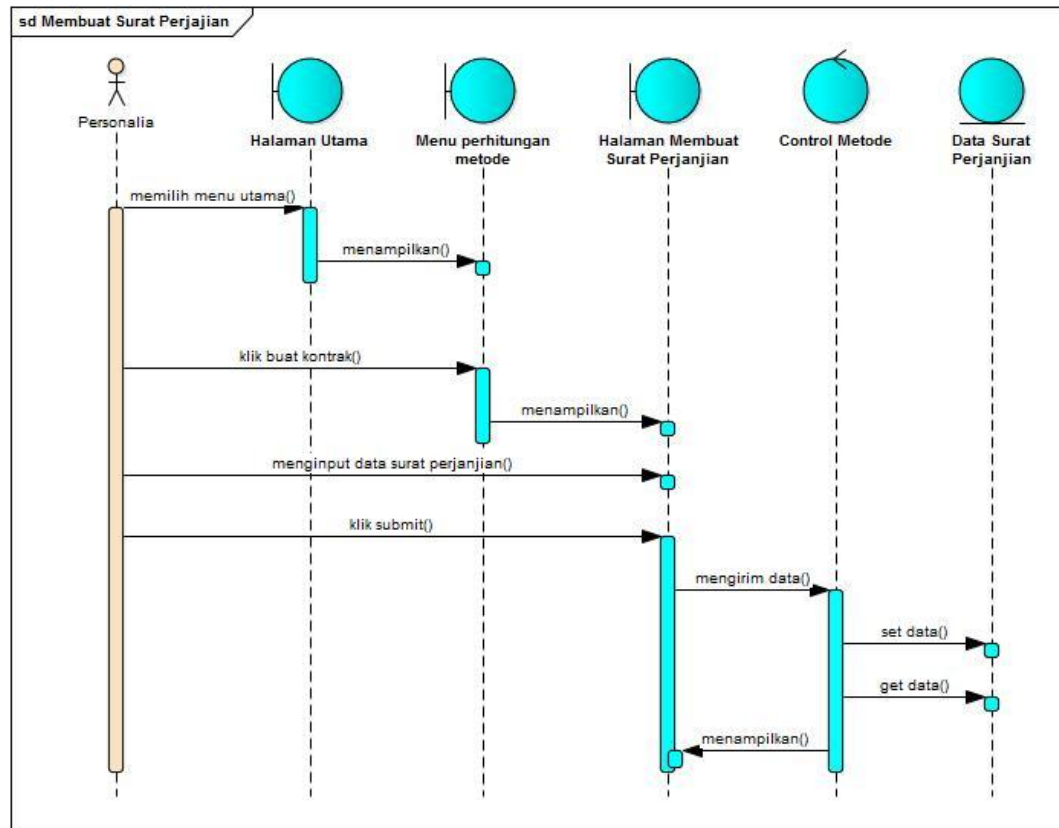 sd Membuat Surat Perjajian
Personalia
Halaman Utama
Menu perhitungan
metode
Halaman Membuat
Surat Perjanjian
Control Metode
Data Surat
Perjanjian
memilih menu utama()
menampilkan()
klik buat kontrak()
menampilkan()
menginput data surat perjanjian()
klik submit()
mengirim data()
set data()
get data()
menampilkan()